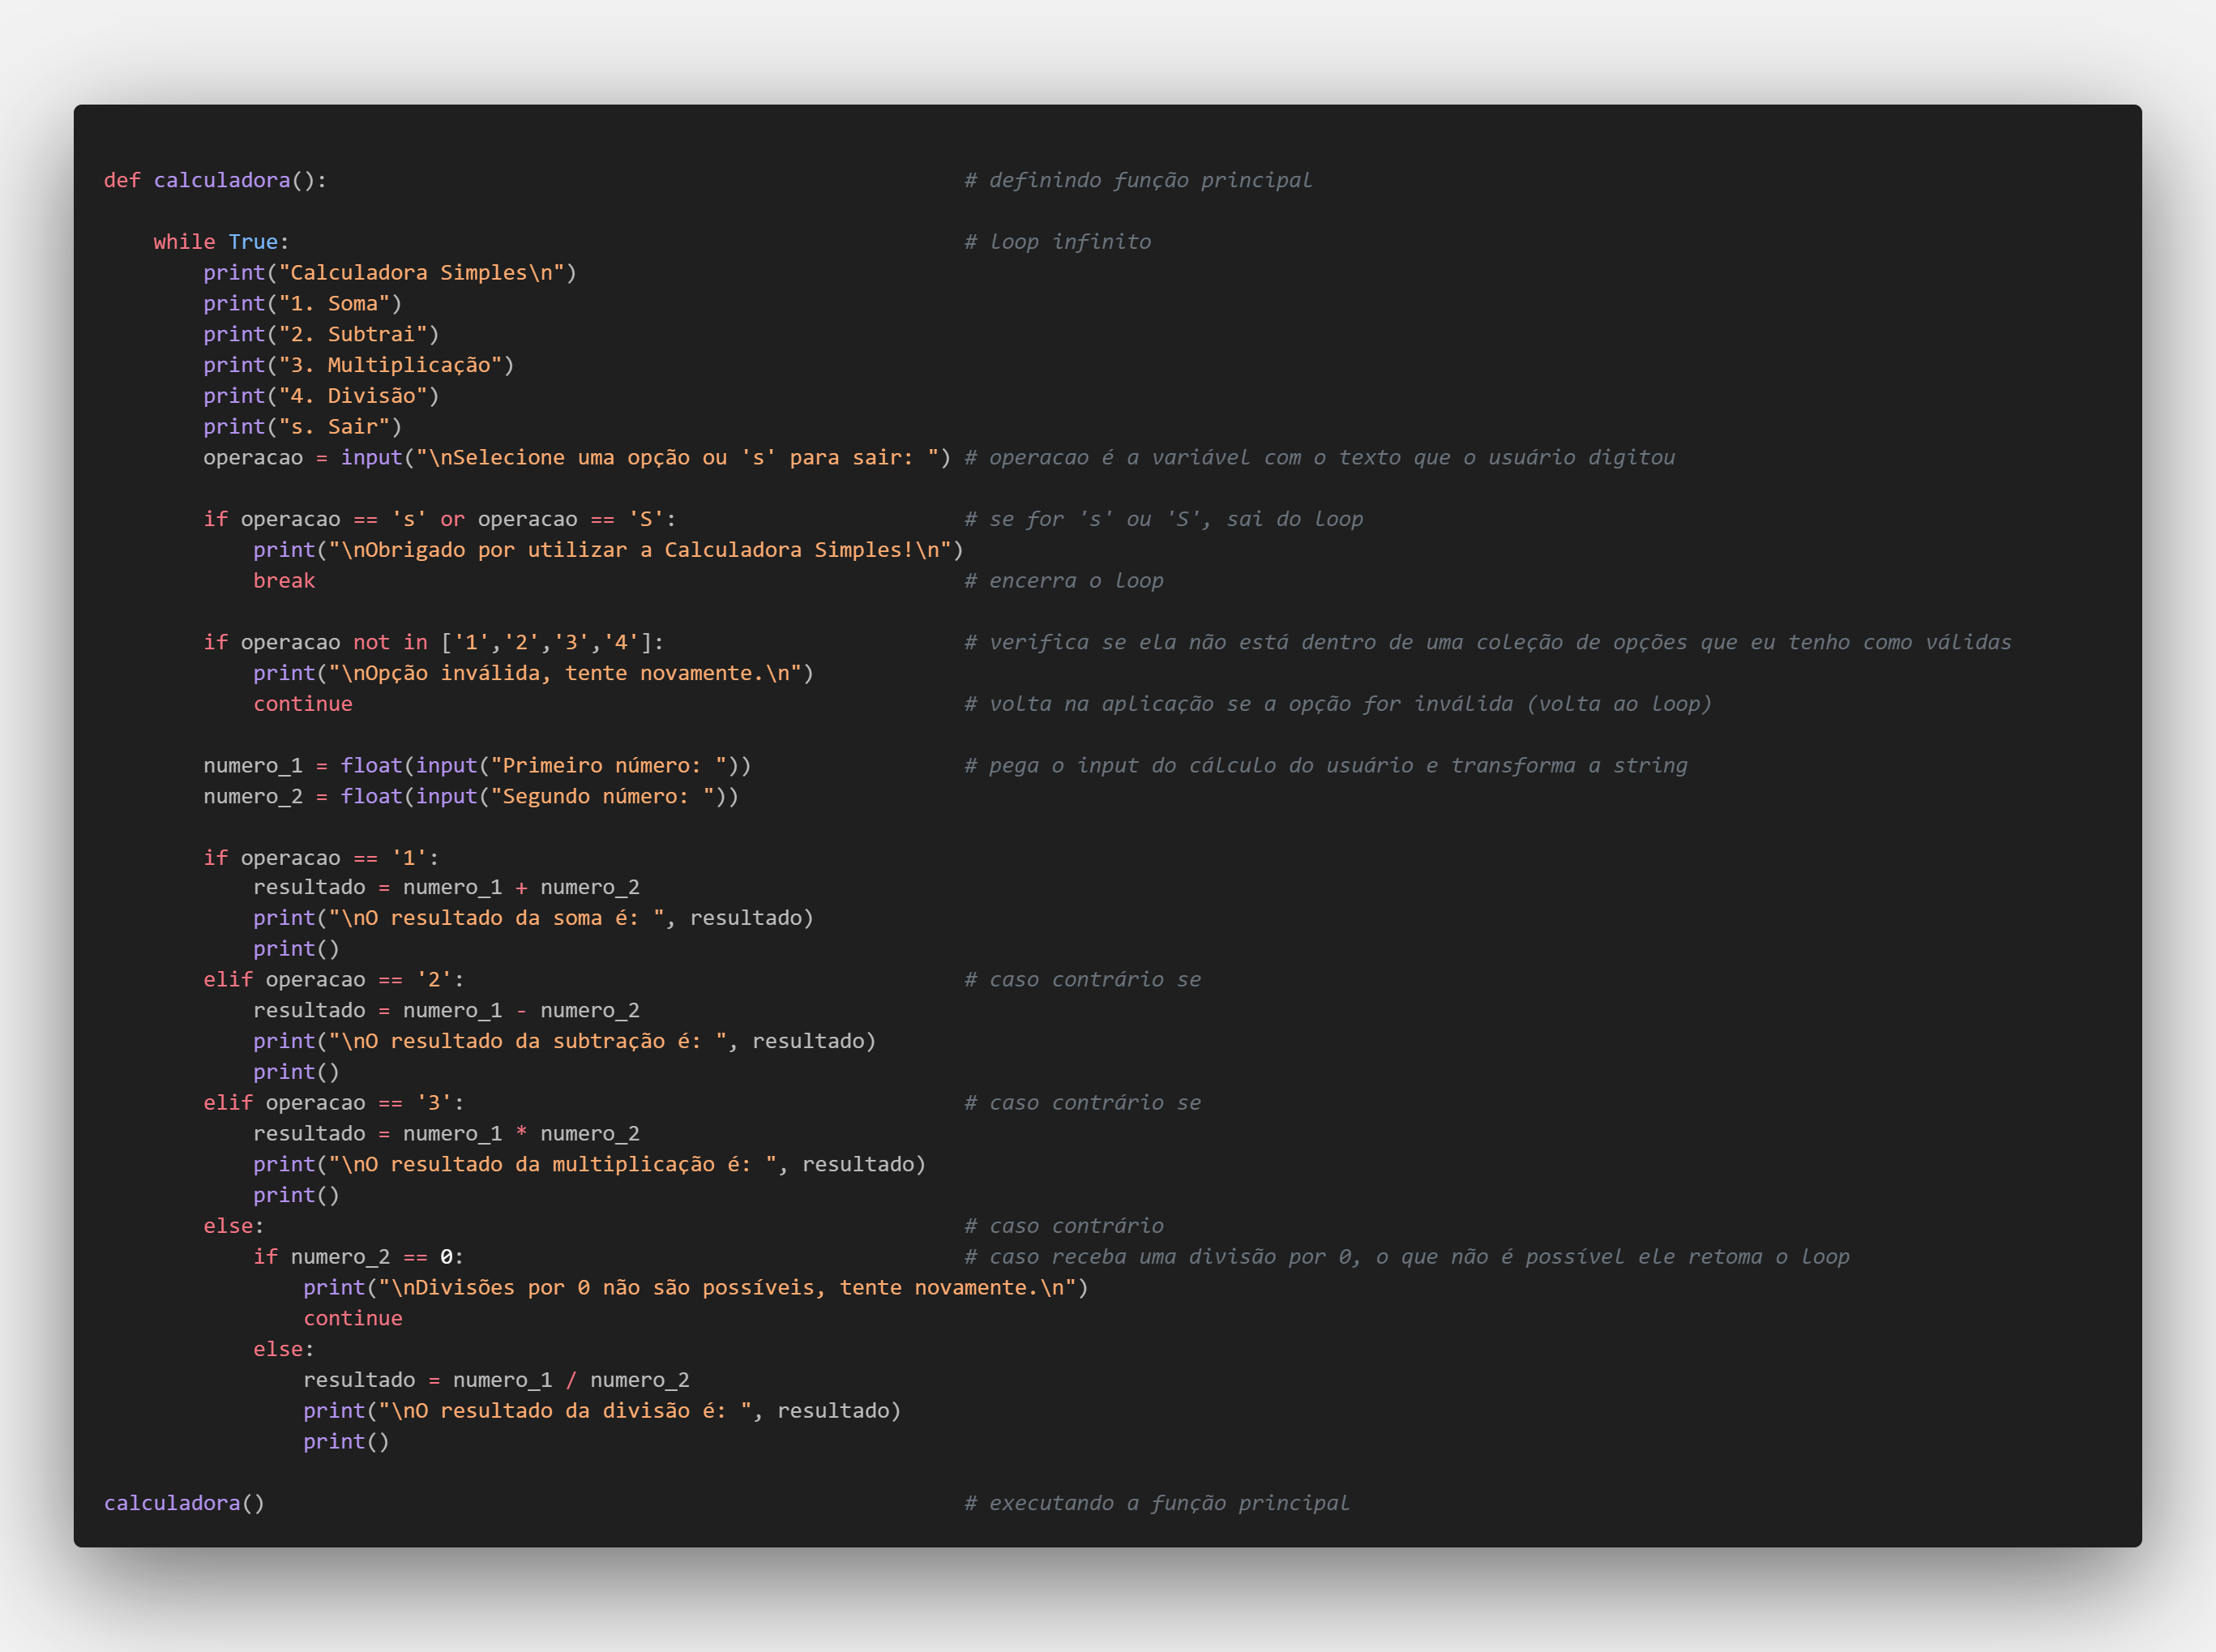 def calculadora():                                                   # definindo função principal
    while True:                                                      # loop infinito
        print("Calculadora Simples\n")
        print("1. Soma")
        print("2. Subtrai")
        print("3. Multiplicação")
        print("4. Divisão")
        print("s. Sair")
        operacao = input("\nSelecione uma opção ou 's' para sair: ") # operacao é a variável com o texto que o usuário digitou
        if operacao == 's' or operacao == 'S':                       # se for 's' ou 'S', sai do loop
            print("\nObrigado por utilizar a Calculadora Simples!\n")
            break                                                    # encerra o loop
        if operacao not in ['1','2','3','4']:                        # verifica se ela não está dentro de uma coleção de opções que eu tenho como válidas
            print("\nOpção inválida, tente novamente.\n")
            continue                                                 # volta na aplicação se a opção for inválida (volta ao loop)
        numero_1 = float(input("Primeiro número: "))                 # pega o input do cálculo do usuário e transforma a string
        numero_2 = float(input("Segundo número: "))
        if operacao == '1':
            resultado = numero_1 + numero_2
            print("\nO resultado da soma é: ", resultado)
            print()
        elif operacao == '2':                                        # caso contrário se
            resultado = numero_1 - numero_2
            print("\nO resultado da subtração é: ", resultado)
            print()
        elif operacao == '3':                                        # caso contrário se
            resultado = numero_1 * numero_2
            print("\nO resultado da multiplicação é: ", resultado)
            print()
        else:                                                        # caso contrário
            if numero_2 == 0:                                        # caso receba uma divisão por 0, o que não é possível ele retoma o loop
                print("\nDivisões por 0 não são possíveis, tente novamente.\n")
                continue
            else:
                resultado = numero_1 / numero_2
                print("\nO resultado da divisão é: ", resultado)
                print()
calculadora()                                                        # executando a função principal